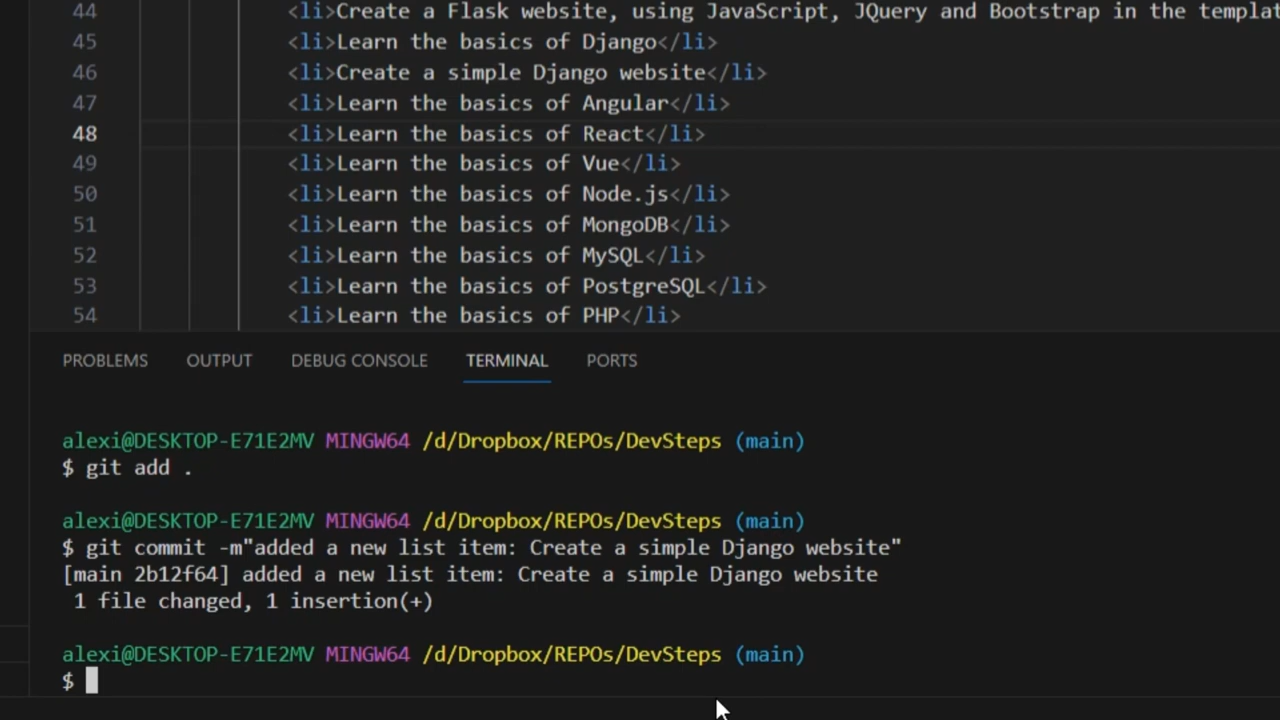 44 <li>Create a Flask website, using JavaScript, JQuery and Bootstrap in the
45 <li>Learn the basics of Django</li>
46 <li>Create a simple Django website</li>
47 <li>Learn the basics of Angular</li>
48 <li>Learn the basics of React</li>
49 <li>Learn the basics of Vue</li>
50 <li>Learn the basics of Node.js</li>
51 <li>Learn the basics of MongoDB</li>
52 <li>Learn the basics of MySQL</li>
53 <li>Learn the basics of PostgreSQL</li>
54 <li>Learn the basics of PHP</li>
PROBLEMS OUTPUT DEBUG CONSOLE TERMINAL PORTS
alexi@DESKTOP-E71E2MV MINGW64 /d/Dropbox/REPOs/DevSteps (main)
$ git add .
alexi@DESKTOP-E71E2MV MINGW64 /d/Dropbox/REPOs/DevSteps (main)
$ git commit -m"added a new list item: Create a simple Django website"
[main 2b12f64] added a new list item: Create a simple Django website
1 file changed, 1 insertion(+)
alexi@DESKTOP-E71E2MV MINGW64 /d/Dropbox/REPOs/DevSteps (main)
$